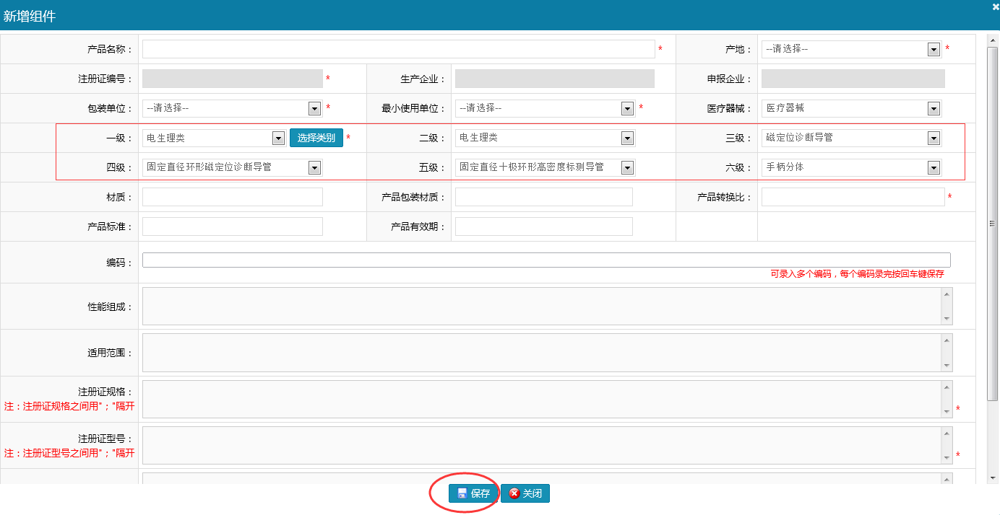 新增组件
产品名称： * 产地： --请选择-- *
注册证编号： * 生产企业： 申报企业：
包装单位： --请选择-- * 最小使用单位： --请选择-- * 医疗器械： 医疗器械
一级： 电生理类 选择类别 * 二级： 电生理类 三级： 磁定位诊断导管
四级： 固定直径环形磁定位诊断导管 五级： 固定直径十极环形高密度标测导管 六级： 手柄分体
材质： 产品包装材质： 产品转换比： *
产品标准： 产品有效期：
编码：
可录入多个编码，每个编码录完按回车键保存
性能组成：
适用范围：
注册证规格：
注：注册证规格之间用"；"隔开 *
注册证型号：
注：注册证型号之间用"；"隔开 *
保存 关闭